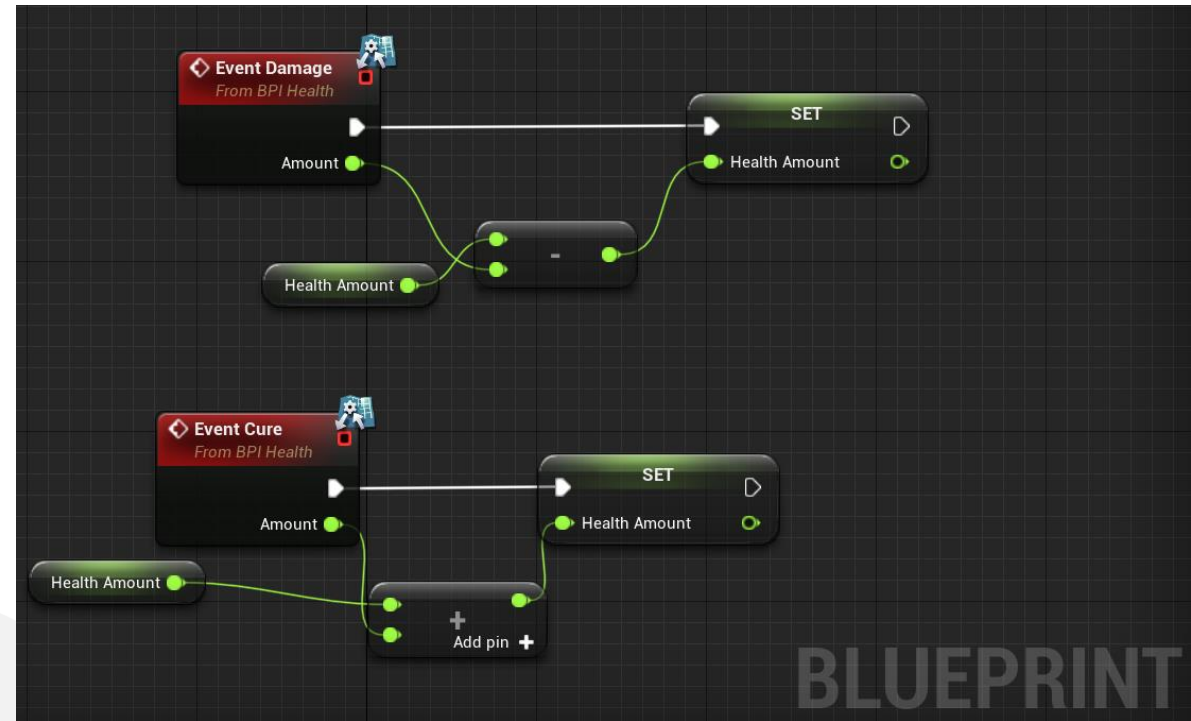 Event Damage
From BPI Health
Amount
SET
Health Amount
-
Health Amount
Event Cure
From BPI Health
Amount
SET
Health Amount
Health Amount
+
Add pin +
BLUEPRINT